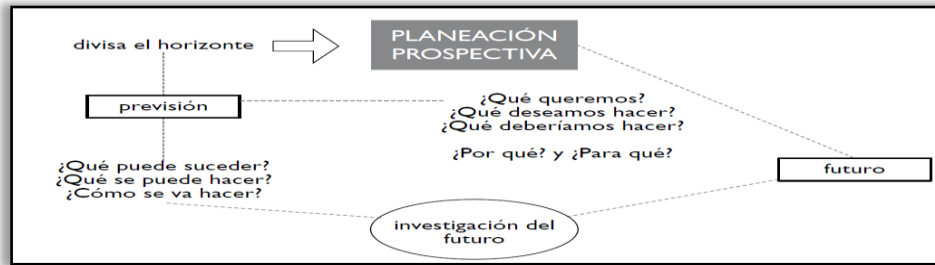 divisa el horizonte
PLANEACIÓN
PROSPECTIVA
previsión
¿Qué queremos?
¿Qué deseamos hacer?
¿Qué deberíamos hacer?
¿Por qué? y ¿Para qué?
¿Qué puede suceder?
¿Qué se puede hacer?
¿Cómo se va hacer?
futuro
investigación del
futuro